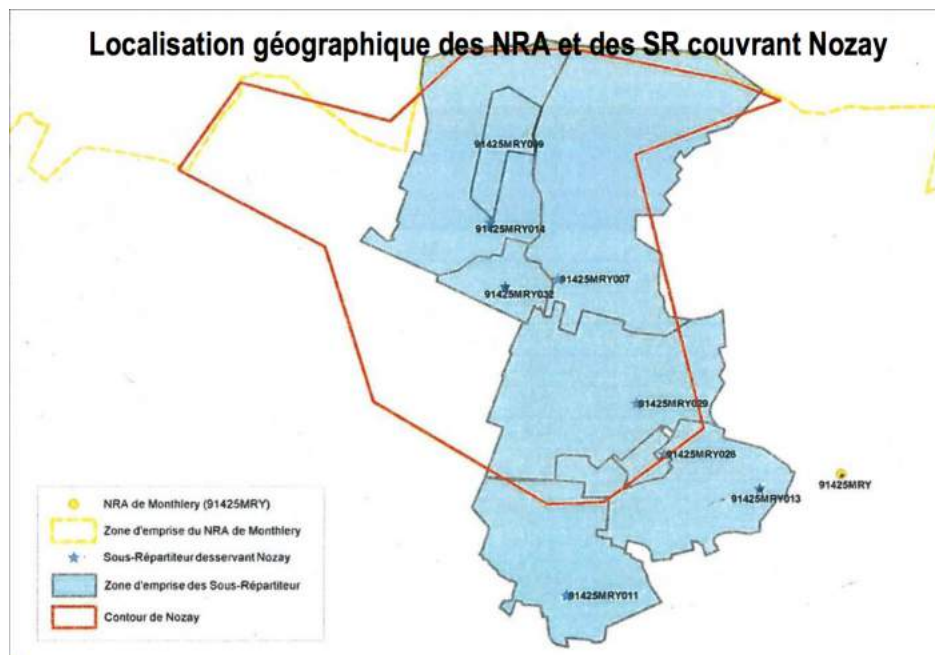 Localisation géographique des NRA et des SR couvrant Nozay
91425MRY009
91425MRY014
91425MRY007
91425MRY032
91425MRY029
91425MRY026
91425MRY
91425MRY013
91425MRY011
NRA de Monthlery (91425MRY)
Zone d'emprise du NRA de Monthlery
Sous-Répartiteur desservant Nozay
Zone d'emprise des Sous-Répartiteur
Contour de Nozay